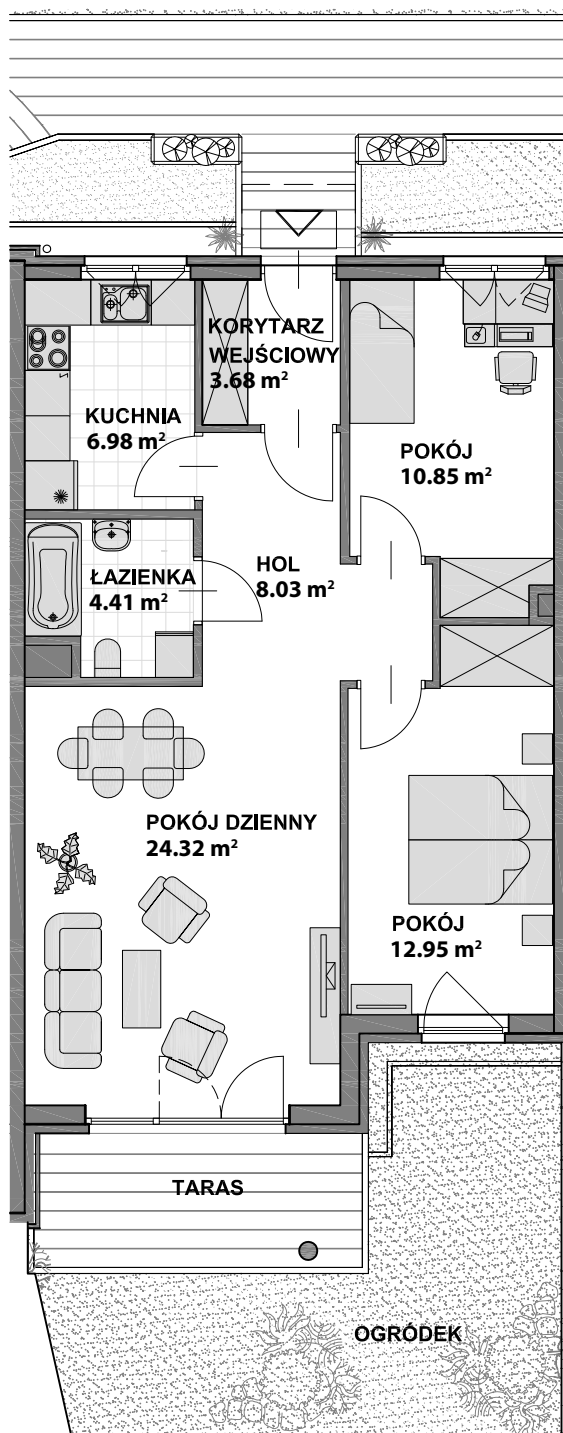 KORYTARZ
WEJŚCIOWY
3.68 m²
KUCHNIA
6.98 m²
POKÓJ
10.85 m²
HOL
8.03 m²
ŁAZIENKA
4.41 m²
POKÓJ DZIENNY
24.32 m²
POKÓJ
12.95 m²
TARAS
OGRÓDEK